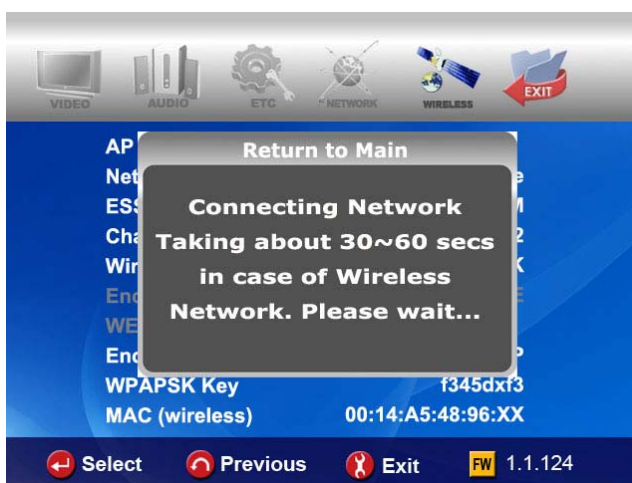 VIDEO AUDIO ETC NETWORK WIRELESS EXIT
Return to Main
Connecting Network
Taking about 30~60 secs
in case of Wireless
Network. Please wait...
AP
WPAPSK Key f345dxf3
MAC (wireless) 00:14:A5:48:96:XX
Select Previous Exit FW 1.1.124